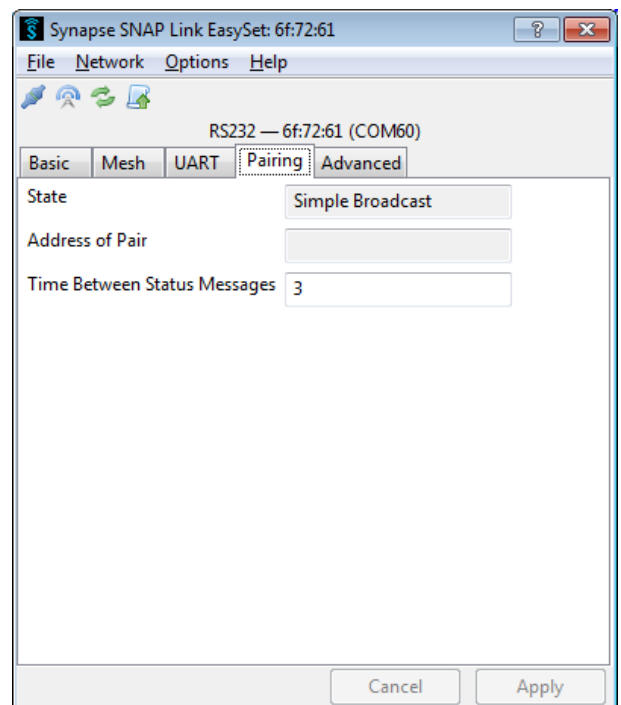 Synapse SNAP Link EasySet: 6f:72:61
File Network Options Help
RS232 — 6f:72:61 (COM60)
Basic Mesh UART Pairing Advanced
State Simple Broadcast
Address of Pair
Time Between Status Messages 3
Cancel Apply